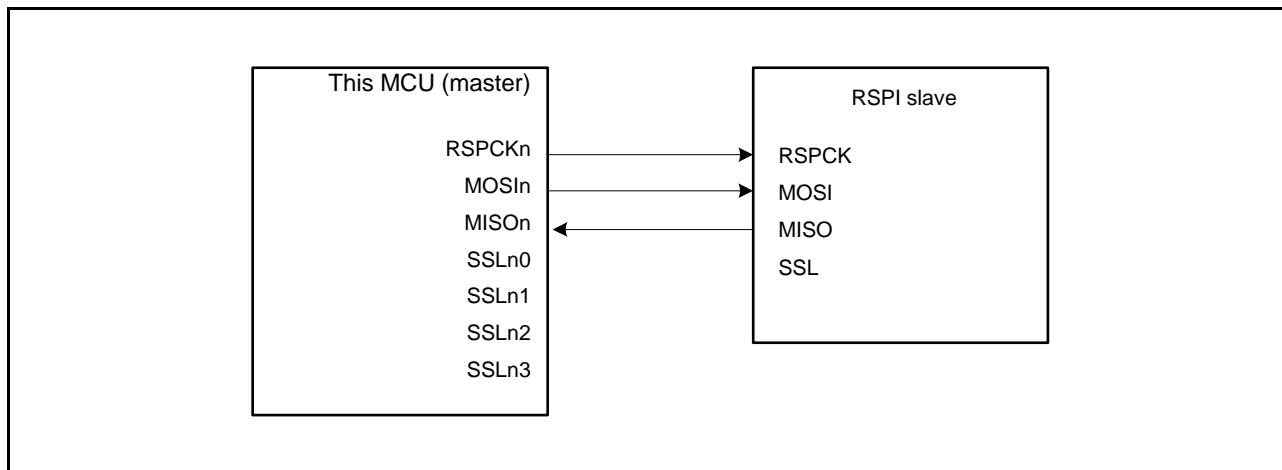 This MCU (master)
RSPCKn
MOSIn
MISOn
SSLn0
SSLn1
SSLn2
SSLn3
RSPI slave
RSPCK
MOSI
MISO
SSL